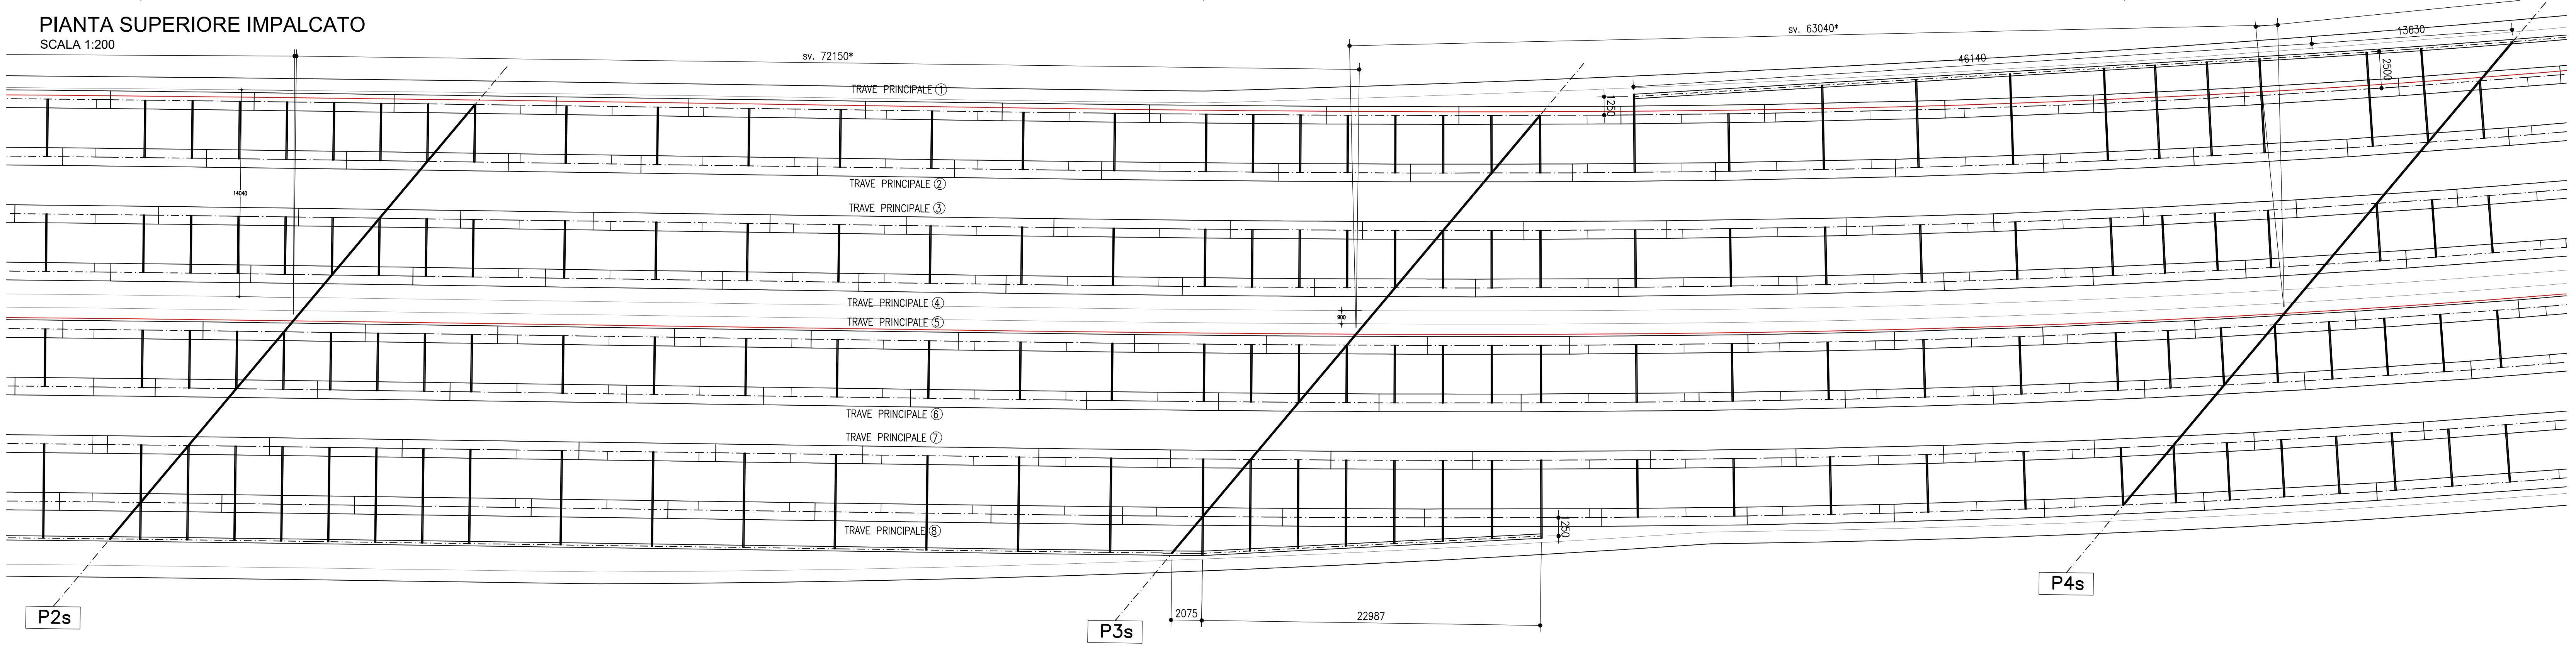 PIANTA SUPERIORE IMPALCATO
SCALA 1:200
sv. 72150*
sv. 63040*
13630
46140
2500
1250
TRAVE PRINCIPALE 1
TRAVE PRINCIPALE 2
14040
TRAVE PRINCIPALE 3
TRAVE PRINCIPALE 4
900
TRAVE PRINCIPALE 5
TRAVE PRINCIPALE 6
TRAVE PRINCIPALE 7
TRAVE PRINCIPALE 8
1250
P2s
P3s
P4s
2075
22987